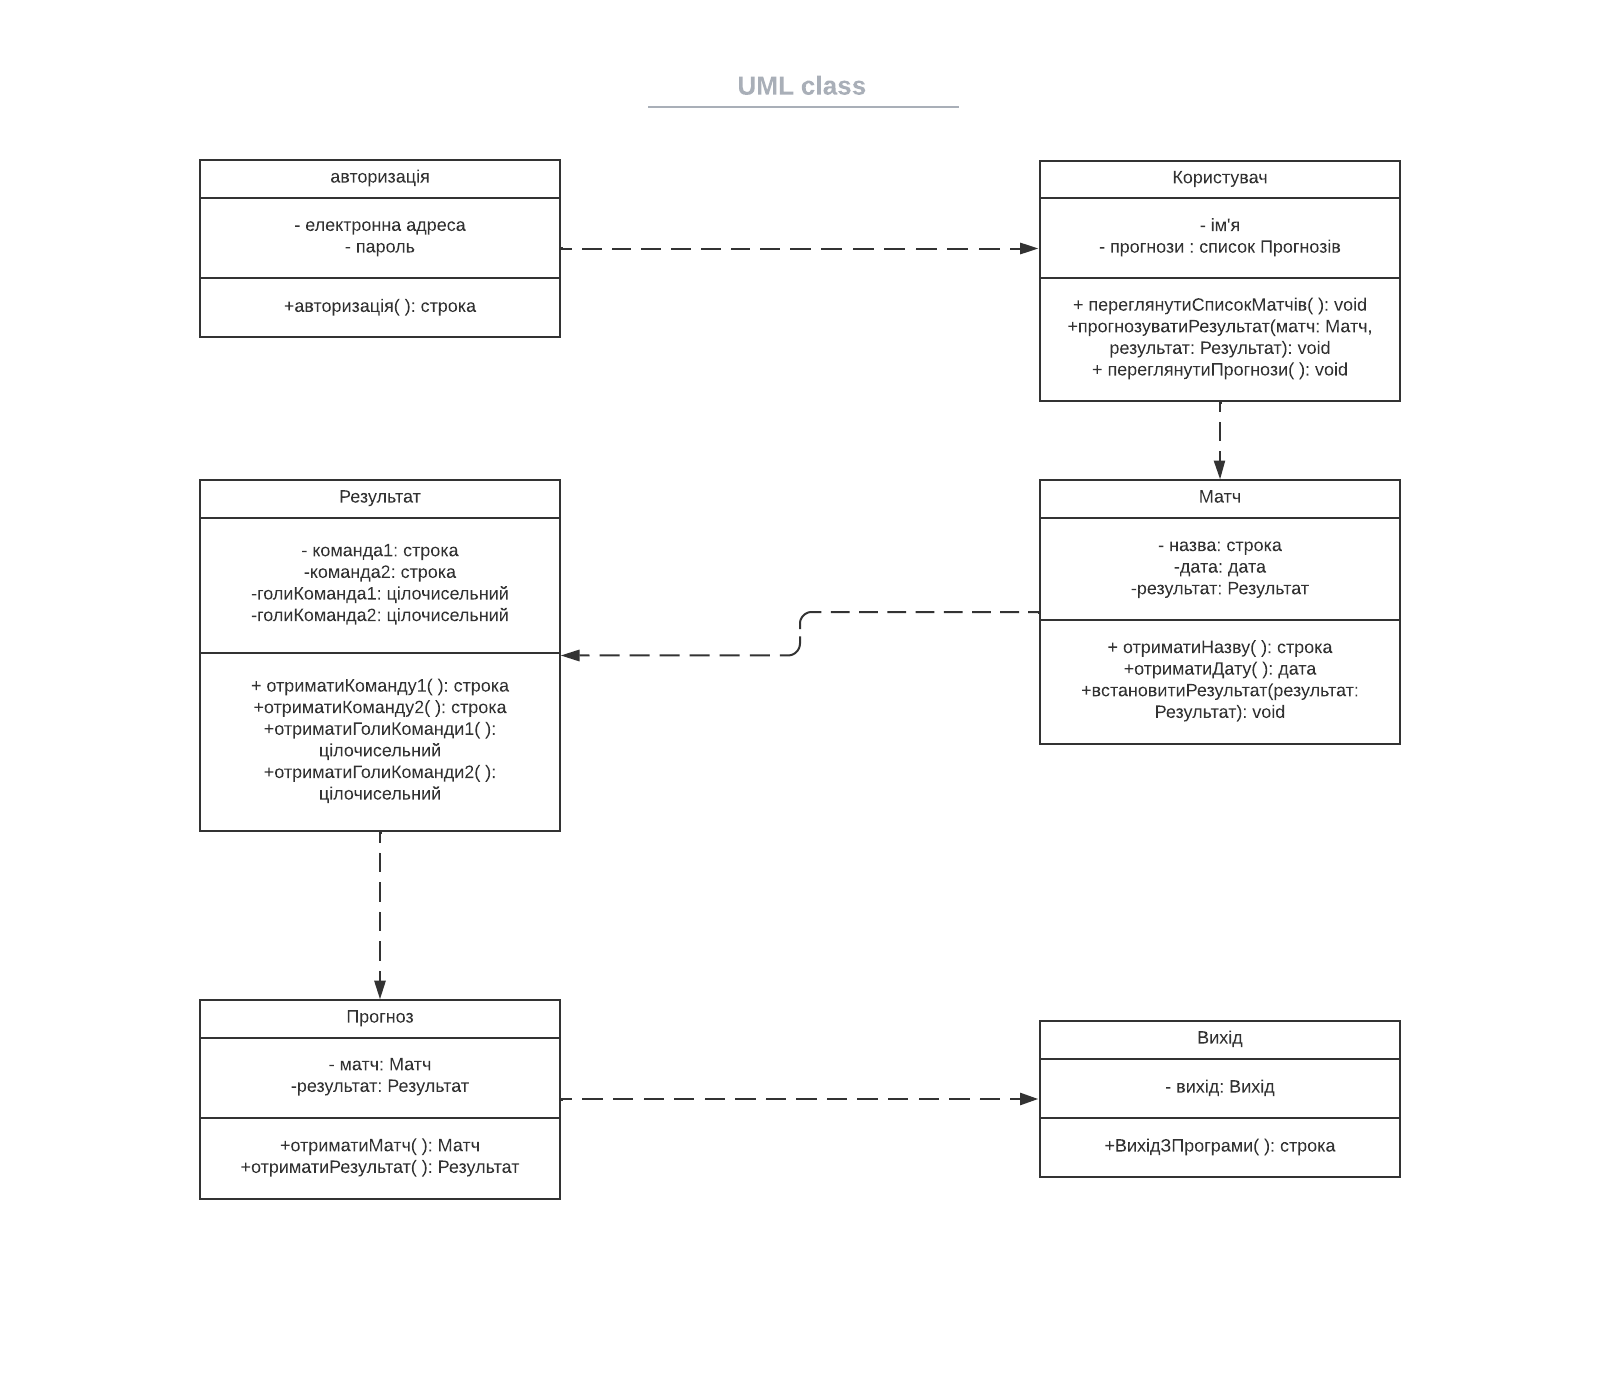 UML class
авторизація
- електронна адреса
- пароль
+авторизація( ): строка
Користувач
- ім'я
- прогнози : список Прогнозів
+ переглянутиСписокМатчів( ): void
+прогнозуватиРезультат(матч: Матч,
результат: Результат): void
+ переглянутиПрогнози( ): void
Результат
- команда1: строка
-команда2: строка
-голиКоманда1: цілочисельний
-голиКоманда2: цілочисельний
+ отриматиКоманду1( ): строка
+отриматиКоманду2( ): строка
+отриматиГолиКоманди1( ):
цілочисельний
+отриматиГолиКоманди2( ):
цілочисельний
Матч
- назва: строка
-дата: дата
-результат: Результат
+ отриматиНазву( ): строка
+отриматиДату( ): дата
+встановитиРезультат(результат:
Результат): void
Прогноз
- матч: Матч
-результат: Результат
+отриматиМатч( ): Матч
+отриматиРезультат( ): Результат
Вихід
- вихід: Вихід
+ВихідЗПрограми( ): строка